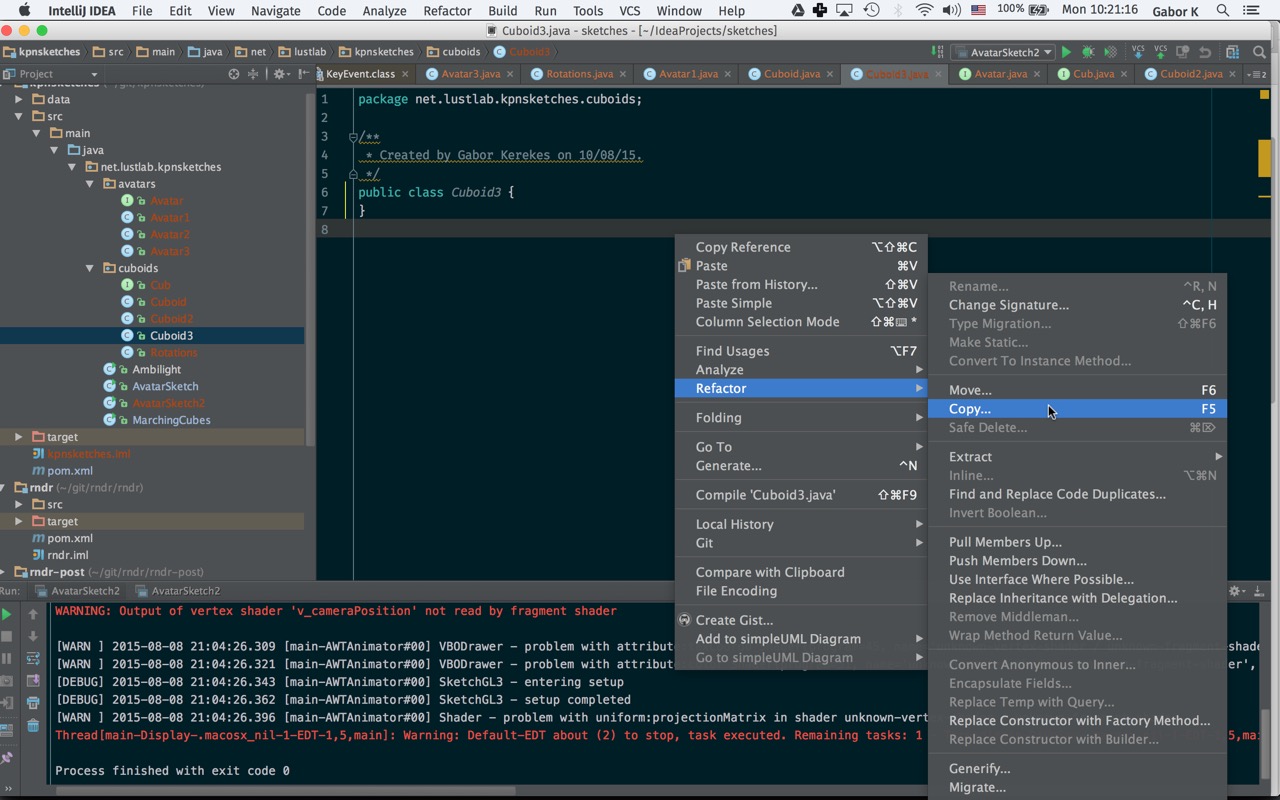 IntelliJ IDEA File Edit View Navigate Code Analyze Refactor Build Run Tools VCS Window Help 100% Mon 10:21:16 Gabor K
Cuboid3.java - sketches - [~/IdeaProjects/sketches]
kpnsketches src main java net lustlab kpnsketches cuboids Cuboid3 AvatarSketch2 VCS VCS
Project KeyEvent.class Avatar3.java Rotations.java Avatar1.java Cuboid.java Cuboid3.java Avatar.java Cub.java Cuboid2.java
kpnsketches (~/git/kpnsketches)
data
src
main
java
net.lustlab.kpnsketches
avatars
Avatar
Avatar1
Avatar2
Avatar3
cuboids
Cub
Cuboid
Cuboid2
Cuboid3
Rotations
Ambilight
AvatarSketch
AvatarSketch2
MarchingCubes
target
kpnsketches.iml
pom.xml
rndr (~/git/rndr/rndr)
src
target
pom.xml
rndr.iml
rndr-post (~/git/rndr/rndr-post)
1 package net.lustlab.kpnsketches.cuboids;
2
3 /**
4 * Created by Gabor Kerekes on 10/08/15.
5 */
6 public class Cuboid3 {
7 }
8
Copy Reference ⌥⇧⌘C
Paste ⌘V
Paste from History... ⇧⌘V
Paste Simple ⌥⇧⌘V
Column Selection Mode ⇧⌘⌨ *
Find Usages ⌥F7
Analyze
Refactor
Folding
Go To
Generate... ^N
Compile 'Cuboid3.java' ⇧⌘F9
Local History
Git
Compare with Clipboard
File Encoding
Create Gist...
Add to simpleUML Diagram
Go to simpleUML Diagram
Rename... ^R, N
Change Signature... ^C, H
Type Migration... ⇧⌘F6
Make Static...
Convert To Instance Method...
Move... F6
Copy... F5
Safe Delete... ⌘⌦
Extract
Inline... ⌥⌘N
Find and Replace Code Duplicates...
Invert Boolean...
Pull Members Up...
Push Members Down...
Use Interface Where Possible...
Replace Inheritance with Delegation...
Remove Middleman...
Wrap Method Return Value...
Convert Anonymous to Inner...
Encapsulate Fields...
Replace Temp with Query...
Replace Constructor with Factory Method...
Replace Constructor with Builder...
Generify...
Migrate...
Run: AvatarSketch2 AvatarSketch2
WARNING: Output of vertex shader 'v_cameraPosition' not read by fragment shader
[WARN ] 2015-08-08 21:04:26.309 [main-AWTAnimator#00] VBODrawer - problem with attribut
[WARN ] 2015-08-08 21:04:26.321 [main-AWTAnimator#00] VBODrawer - problem with attribut
[DEBUG] 2015-08-08 21:04:26.343 [main-AWTAnimator#00] SketchGL3 - entering setup
[DEBUG] 2015-08-08 21:04:26.362 [main-AWTAnimator#00] SketchGL3 - setup completed
[WARN ] 2015-08-08 21:04:26.396 [main-AWTAnimator#00] Shader - problem with uniform:projectionMatrix in shader unknown-vert
Thread[main-Display-.macosx_nil-1-EDT-1,5,main]: Warning: Default-EDT about (2) to stop, task executed. Remaining tasks: 1
Process finished with exit code 0